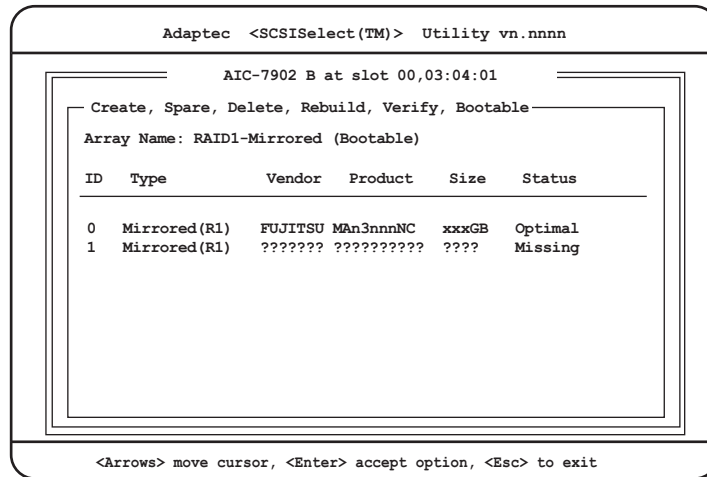 Adaptec <SCSISelect(TM)> Utility vn.nnnn
AIC-7902 B at slot 00,03:04:01
Create, Spare, Delete, Rebuild, Verify, Bootable
Array Name: RAID1-Mirrored (Bootable)
ID Type Vendor Product Size Status
0 Mirrored(R1) FUJITSU MAn3nnnNC xxxGB Optimal
1 Mirrored(R1) ??????? ?????????? ???? Missing
<Arrows> move cursor, <Enter> accept option, <Esc> to exit